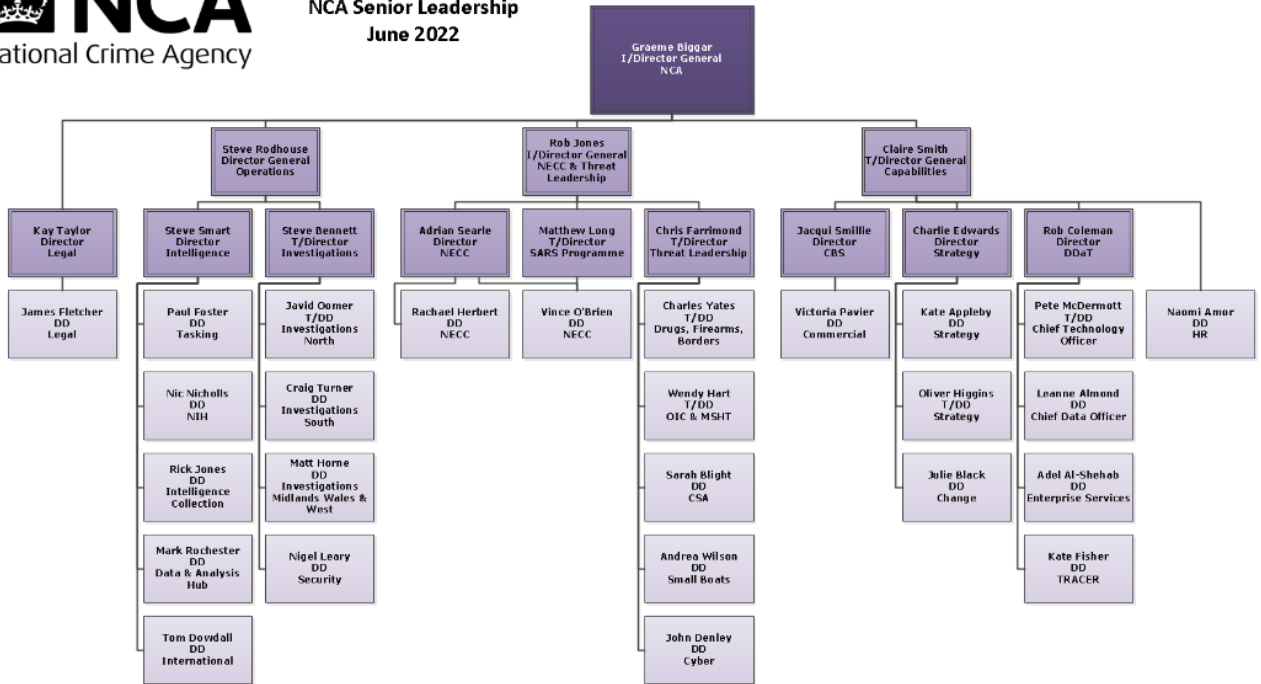 NCA
National Crime Agency
NCA Senior Leadership
June 2022
Graeme Biggar
I/Director General
NCA
Steve Rodhouse
Director General
Operations
Rob Jones
I/Director General
NECC & Threat
Leadership
Claire Smith
T/Director General
Capabilities
Kay Taylor
Director
Legal
Steve Smart
Director
Intelligence
Steve Bennett
T/Director
Investigations
Adrian Searle
Director
NECC
Matthew Long
T/Director
SARS Programme
Chris Farrimond
T/Director
Threat Leadership
Jacqui Smillie
Director
CBS
Charlie Edwards
Director
Strategy
Rob Coleman
Director
DDaT
James Fletcher
DD
Legal
Paul Foster
DD
Tasking
Javid Oomer
T/DD
Investigations
North
Rachael Herbert
DD
NECC
Vince O'Brien
DD
NECC
Charles Yates
T/DD
Drugs, Firearms,
Borders
Victoria Pavier
DD
Commercial
Kate Appleby
DD
Strategy
Pete McDermott
T/DD
Chief Technology
Officer
Naomi Amor
DD
HR
Nic Nicholls
DD
NIH
Craig Turner
DD
Investigations
South
Wendy Hart
T/DD
OIC & MSHT
Oliver Higgins
T/DD
Strategy
Leanne Almond
DD
Chief Data Officer
Rick Jones
DD
Intelligence
Collection
Matt Horne
DD
Investigations
Midlands Wales &
West
Sarah Blight
DD
CSA
Julie Black
DD
Change
Adel Al-Shehab
DD
Enterprise Services
Mark Rochester
DD
Data & Analysis
Hub
Nigel Leary
DD
Security
Andrea Wilson
DD
Small Boats
Kate Fisher
DD
TRACER
Tom Dowdall
DD
International
John Denley
DD
Cyber